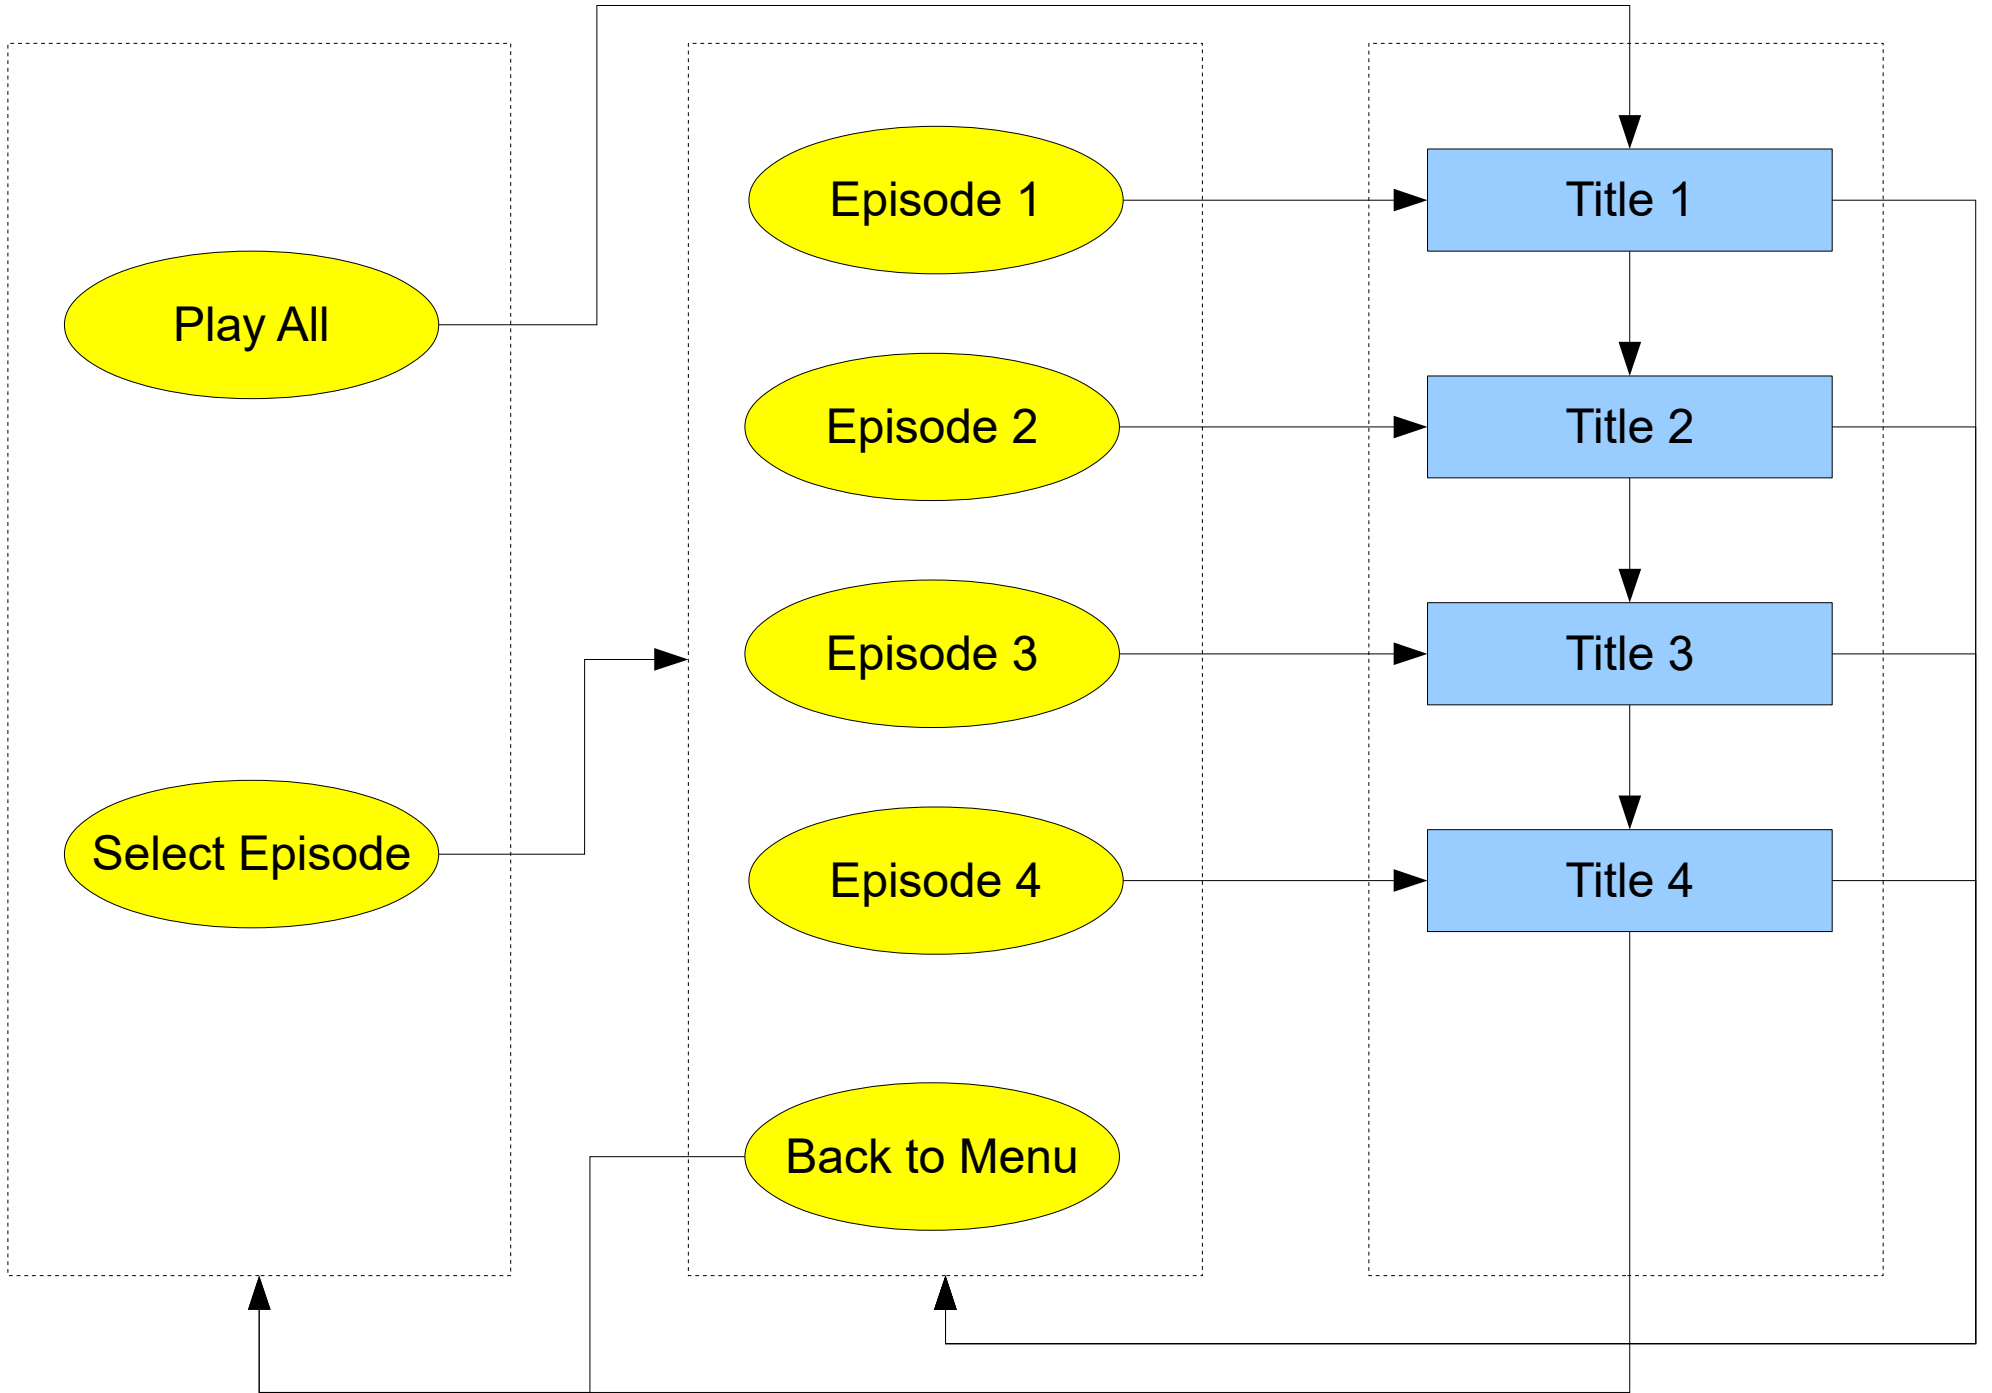 Play All
Select Episode
Episode 1
Episode 2
Episode 3
Episode 4
Back to Menu
Title 1
Title 2
Title 3
Title 4